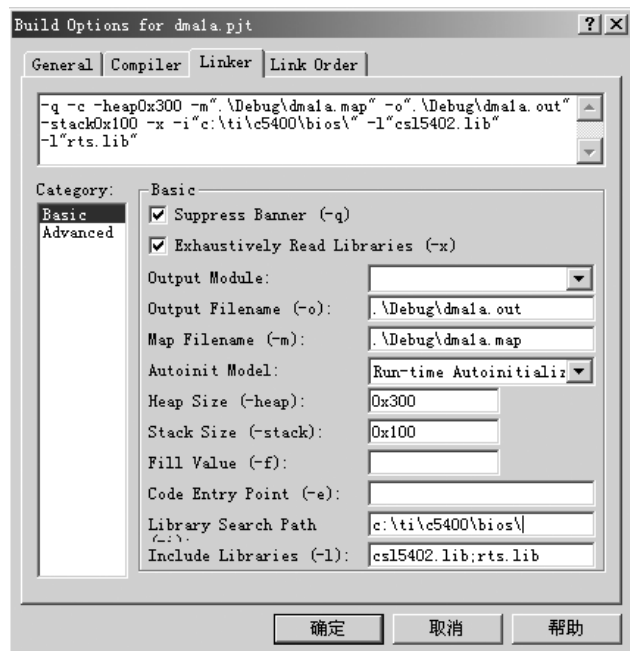 Build Options for dma1a.pjt
General Compiler Linker Link Order
-q -c -heap0x300 -m".\Debug\dma1a.map" -o".\Debug\dma1a.out"
-stack0x100 -x -i"c:\ti\c5400\bios\" -l"csl5402.lib"
-l"rts.lib"
Category:
Basic
Advanced
Basic
Suppress Banner (-q)
Exhaustively Read Libraries (-x)
Output Module:
Output Filename (-o): .\Debug\dma1a.out
Map Filename (-m): .\Debug\dma1a.map
Autoinit Model: Run-time Autoinitializ
Heap Size (-heap): 0x300
Stack Size (-stack): 0x100
Fill Value (-f):
Code Entry Point (-e):
Library Search Path c:\ti\c5400\bios\
Include Libraries (-l): csl5402.lib;rts.lib
确定 取消 帮助